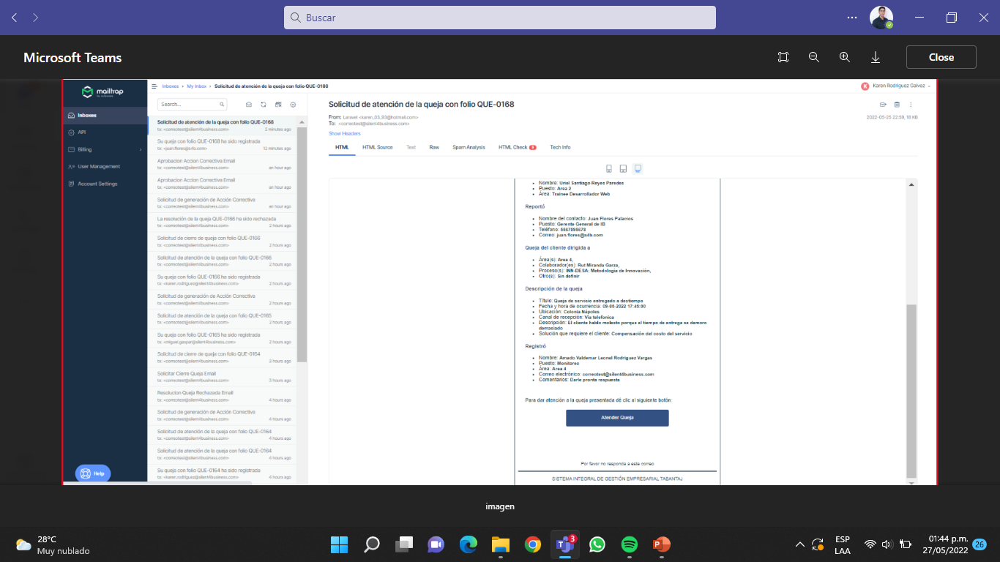 Buscar
Microsoft Teams
Close
mailtrap
Inboxes
API
Billing
User Management
Account Settings
Help
Inboxes › My Inbox › Solicitud de atención de la queja con folio QUE-0168
K Karen Rodriguez Galvez
Search...
Solicitud de atención de la queja con folio QUE-0168
to: <correotest@silent4business.com> 2 minutes ago
Su queja con folio QUE-0168 ha sido registrada
to: <juan.flores@s4b.com> 12 minutes ago
Aprobacion Accion Correctiva Email
to: <correotest@silent4business.com> an hour ago
Aprobacion Accion Correctiva Email
to: <correotest@silent4business.com> an hour ago
Solicitud de generación de Acción Correctiva
to: <correotest@silent4business.com> an hour ago
La resolución de la queja QUE-0166 ha sido rechazada
to: <correotest@silent4business.com> 2 hours ago
Solicitud de cierre de queja con folio QUE-0166
to: <correotest@silent4business.com> 2 hours ago
Solicitud de atención de la queja con folio QUE-0166
to: <correotest@silent4business.com> 2 hours ago
Su queja con folio QUE-0166 ha sido registrada
to: <karen.rodriguez@silent4business.com> 2 hours ago
Solicitud de generación de Acción Correctiva
to: <correotest@silent4business.com> 2 hours ago
Solicitud de atención de la queja con folio QUE-0165
to: <correotest@silent4business.com> 2 hours ago
Su queja con folio QUE-0165 ha sido registrada
to: <miguel.gaspar@silent4business.com> 2 hours ago
Solicitud de cierre de queja con folio QUE-0164
to: <correotest@silent4business.com> 3 hours ago
Solicitar Cierre Queja Email
to: <correotest@silent4business.com> 3 hours ago
Resolucion Queja Rechazada Email
to: <correotest@silent4business.com> 4 hours ago
Solicitud de generación de Acción Correctiva
to: <correotest@silent4business.com> 4 hours ago
Solicitud de atención de la queja con folio QUE-0164
to: <correotest@silent4business.com> 4 hours ago
Solicitud de atención de la queja con folio QUE-0164
to: <correotest@silent4business.com> 4 hours ago
Su queja con folio QUE-0164 ha sido registrada
to: <karen.rodriguez@silent4business.com> 4 hours ago
Solicitud de atención de la queja con folio QUE-0168
From: Laravel <karen_03_93@hotmail.com>
To: <correotest@silent4business.com>
2022-05-25 22:59, 16 KB
Show Headers
HTML HTML Source Text Raw Spam Analysis HTML Check Tech Info
• Nombre: Uriel Santiago Reyes Paredes
• Puesto: Area 2
• Área: Trainee Desarrollador Web
Reportó
• Nombre del contacto: Juan Flores Palacios
• Puesto: Gerente General de IB
• Teléfono: 5567895678
• Correo: juan.flores@s4b.com
Queja del cliente dirigida a
• Área(s): Area 4,
• Colaborador(es): Rut Miranda Garza,
• Proceso(s): INN-DESA: Metodología de Innovación,
• Otro(s): Sin definir
Descripción de la queja
• Título: Queja de servicio entregado a destiempo
• Fecha y hora de ocurrencia: 09-05-2022 17:45:00
• Ubicación: Colonia Nápoles
• Canal de recepción: Vía telefonica
• Descripción: El cliente hablo molesto porque el tiempo de entrega se demoro
demasiado
• Solución que requiere el cliente: Compensación del costo del servicio
Registró
• Nombre: Amado Valdemar Leonel Rodríguez Vargas
• Puesto: Monitoreo
• Área: Area 4
• Correo electrónico: correotest@silent4business.com
• Comentarios: Darle pronta respuesta
Para dar atención a la queja presentada dé clic al siguiente botón:
Atender Queja
Por favor no responda a este correo
SISTEMA INTEGRAL DE GESTIÓN EMPRESARIAL TABANTAJ
imagen
28°C
Muy nublado
3
ESP
LAA
01:44 p.m.
27/05/2022
26